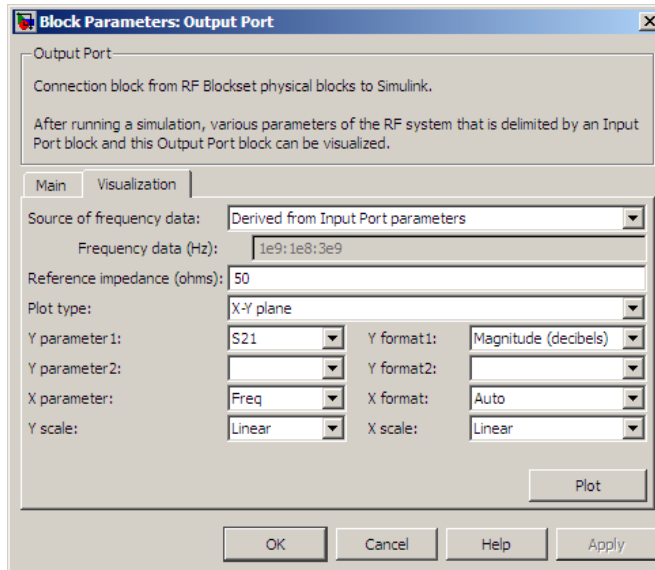 Block Parameters: Output Port
Output Port
Connection block from RF Blockset physical blocks to Simulink.
After running a simulation, various parameters of the RF system that is delimited by an Input
Port block and this Output Port block can be visualized.
Main Visualization
Source of frequency data: Derived from Input Port parameters
Frequency data (Hz): 1e9:1e8:3e9
Reference impedance (ohms): 50
Plot type: X-Y plane
Y parameter1: S21 Y format1: Magnitude (decibels)
Y parameter2: Y format2:
X parameter: Freq X format: Auto
Y scale: Linear X scale: Linear
Plot
OK Cancel Help Apply